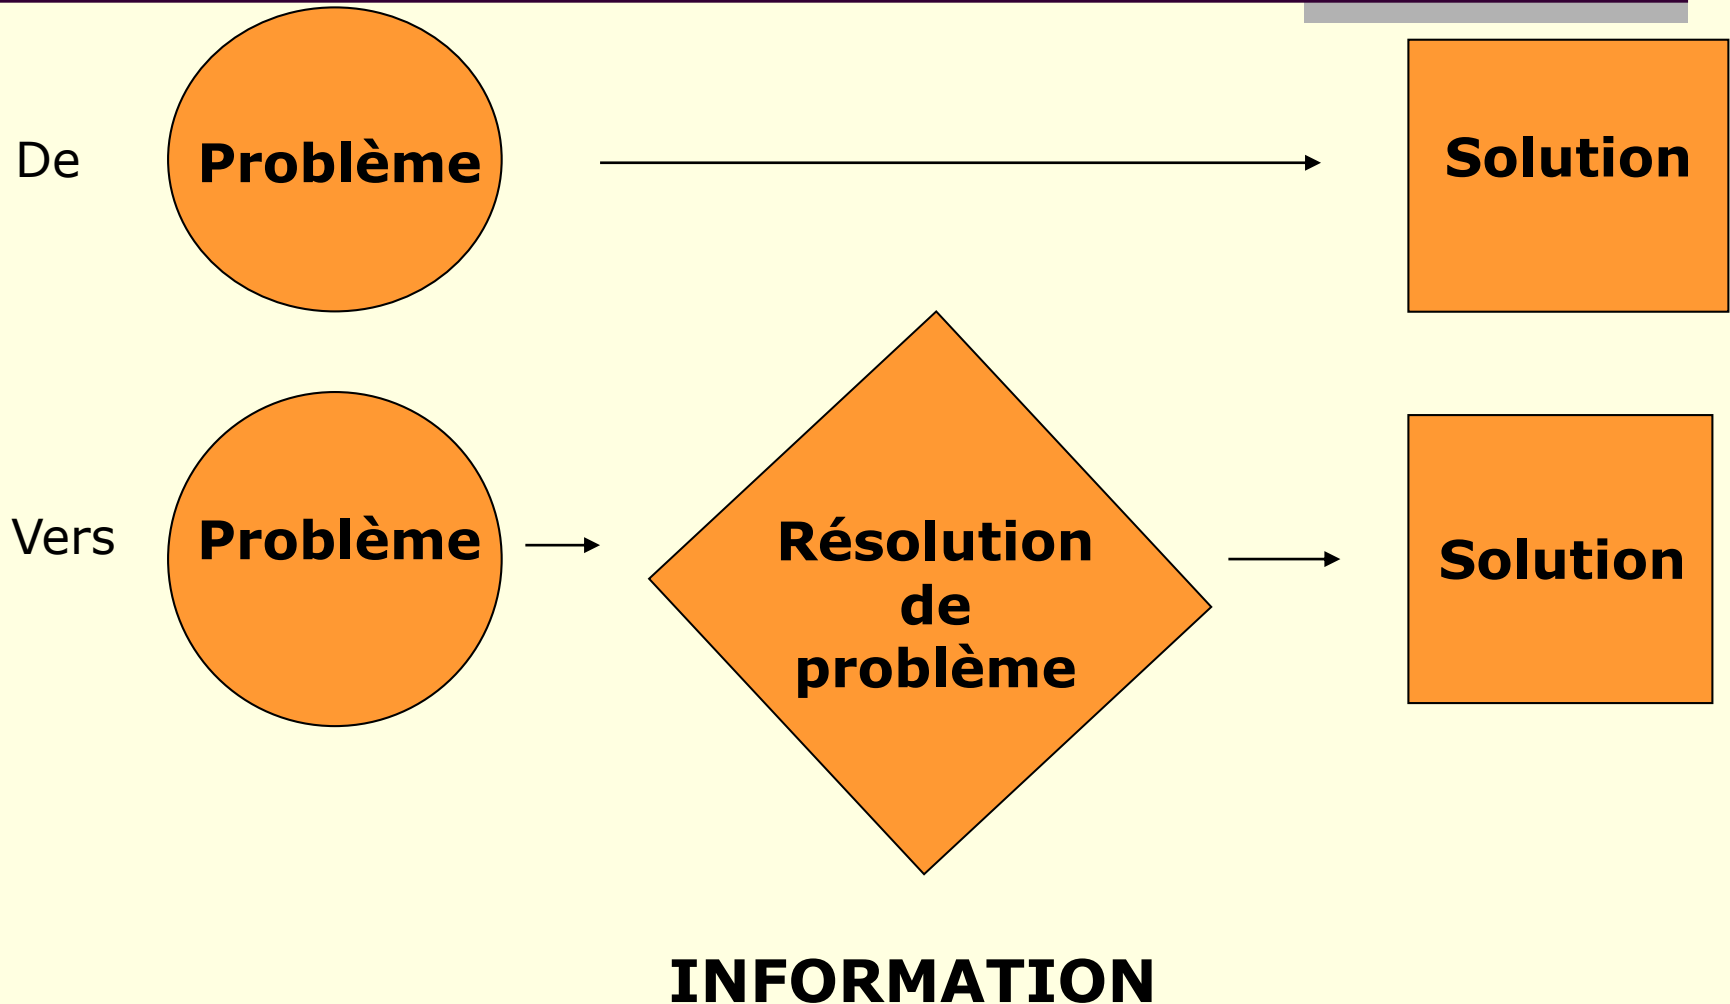 De
Problème
Solution
Vers
Problème
Résolution
de
problème
Solution
INFORMATION